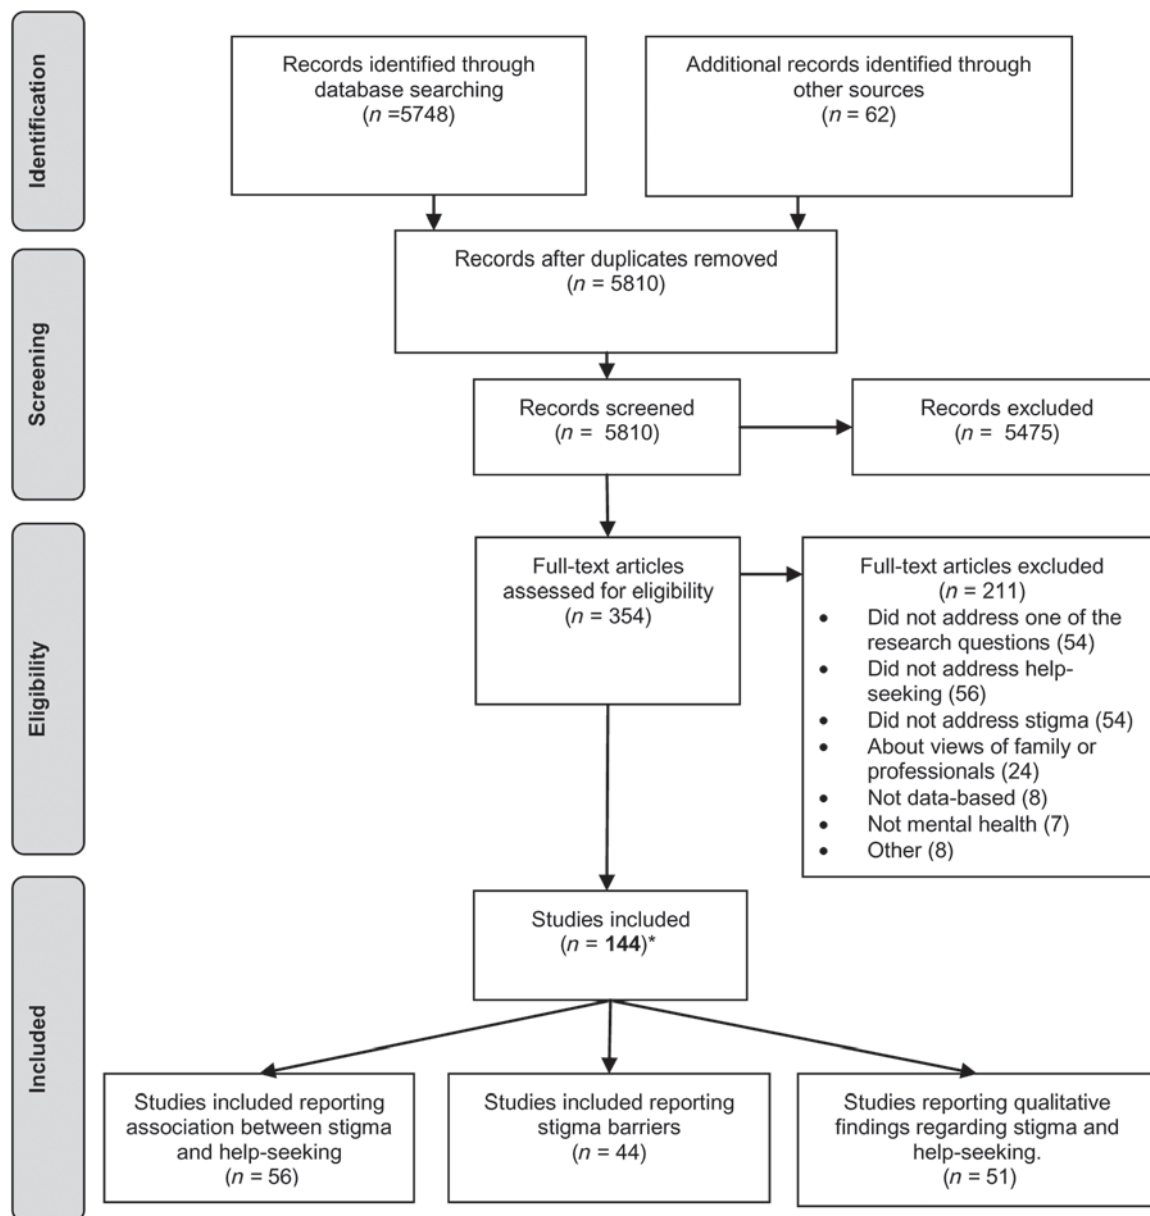 Identification
Records identified through
database searching
(n =5748)
Additional records identified through
other sources
(n = 62)
Screening
Records after duplicates removed
(n = 5810)
Records screened
(n = 5810)
Records excluded
(n = 5475)
Eligibility
Full-text articles
assessed for eligibility
(n = 354)
Full-text articles excluded
(n = 211)
• Did not address one of the
research questions (54)
• Did not address help-
seeking (56)
• Did not address stigma (54)
• About views of family or
professionals (24)
• Not data-based (8)
• Not mental health (7)
• Other (8)
Included
Studies included
(n = 144)*
Studies included reporting
association between stigma
and help-seeking
(n = 56)
Studies included reporting
stigma barriers
(n = 44)
Studies reporting qualitative
findings regarding stigma and
help-seeking.
(n = 51)